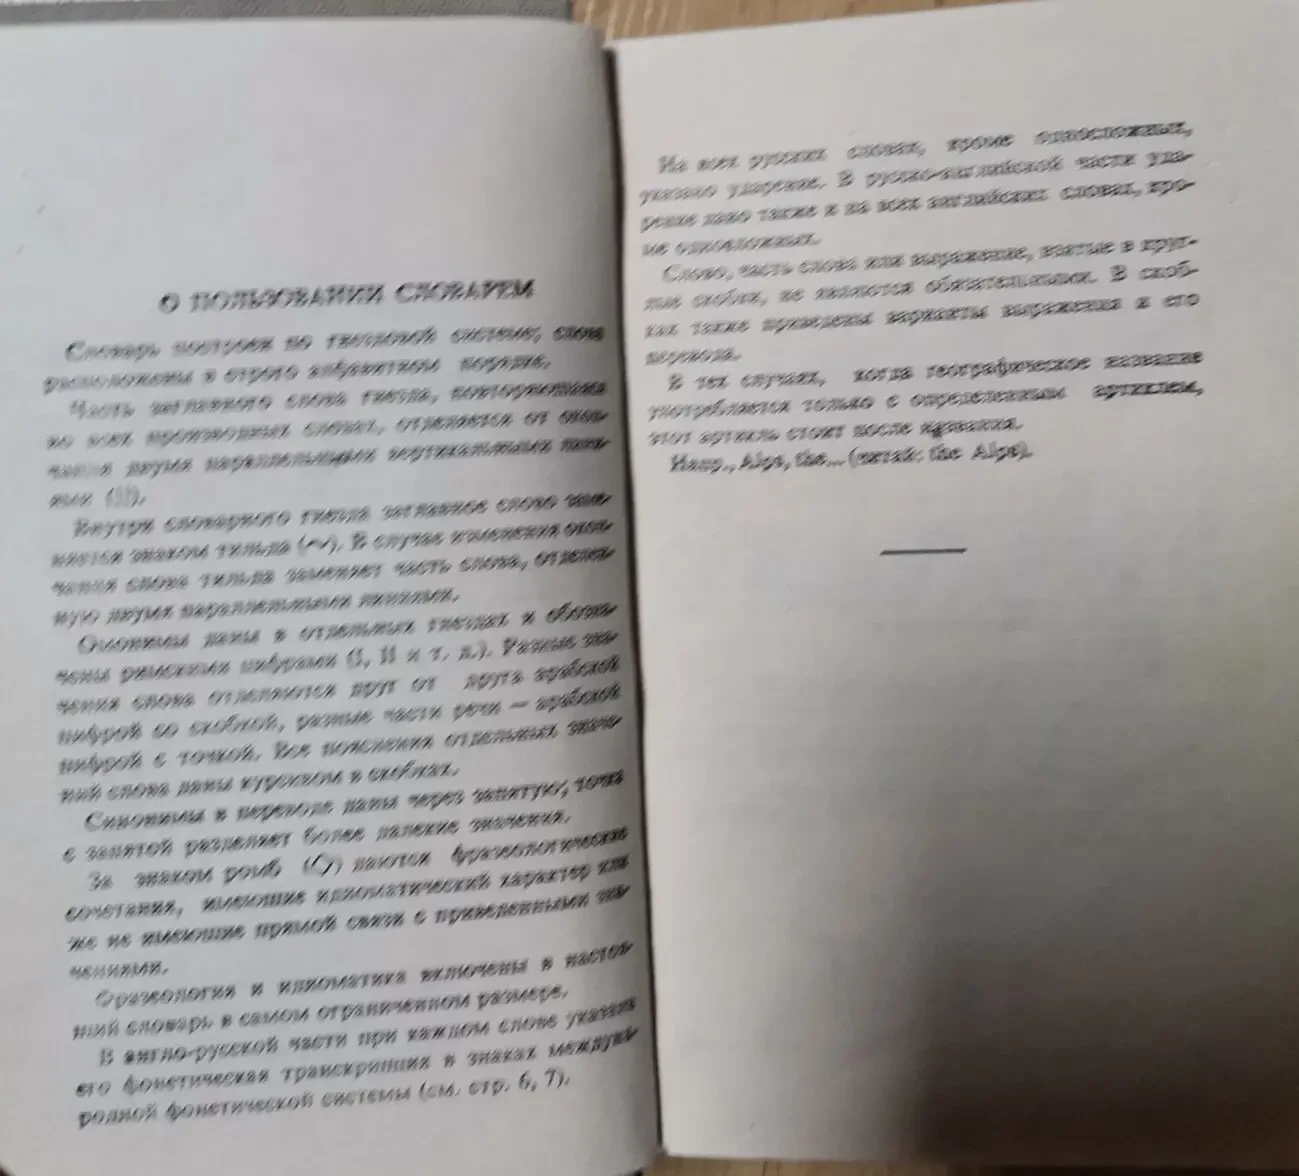 О ПОЛЬЗОВАНИИ СЛОВАРЕМ
Словарь построен по гнездовой системе; слова
расположены в строго алфавитном порядке.
Часть заглавного слова гнезда, повторяющаяся
во всех производных словах, отделяется от окон-
чания двумя параллельными вертикальными лини-
ями (||).
Внутри словарного гнезда заглавное слово заме-
няется знаком тильда (~). В случае изменения окон-
чания слова тильда заменяет часть слова, отделен-
ную двумя параллельными линиями.
Омонимы даны в отдельных гнездах и обозна-
чены римскими цифрами (I, II и т. д.). Разные зна-
чения слова отделяются друг от друга арабской
цифрой со скобкой, разные части речи — арабской
цифрой с точкой. Все пояснения отдельных значе-
ний слова даны курсивом в скобках.
Синонимы в переводе даны через запятую, точка
с запятой разделяет более далекие значения.
За знаком ромб (◇) даются фразеологические
сочетания, имеющие идиоматический характер или
же не имеющие прямой связи с приведенными зна-
чениями.
Фразеология и идиоматика включены в настоя-
щий словарь в самом ограниченном размере.
В англо-русской части при каждом слове указана
его фонетическая транскрипция в знаках междуна-
родной фонетической системы (см. стр. 6, 7).
На всех русских словах, кроме односложных,
указано ударение. В русско-английской части уда-
рение дано также и на всех английских словах, кро-
ме односложных.
Слово, часть слова или выражение, взятые в круг-
лые скобки, не являются обязательными. В скоб-
ках также приведены варианты выражения и его
перевода.
В тех случаях, когда географическое название
употребляется только с определенным артиклем,
этот артикль стоит после названия.
Напр., Alps, the... (читай: the Alps).